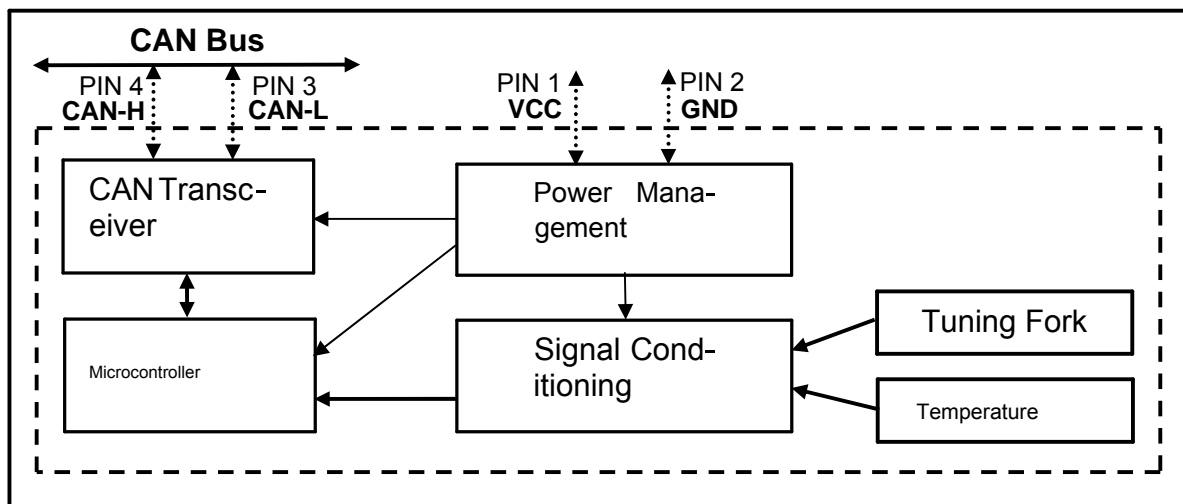 CAN Bus
PIN 4
CAN-H
PIN 3
CAN-L
PIN 1
VCC
PIN 2
GND
CAN Transc-
eiver
Power Mana-
gement
Microcontroller
Signal Cond-
itioning
Tuning Fork
Temperature